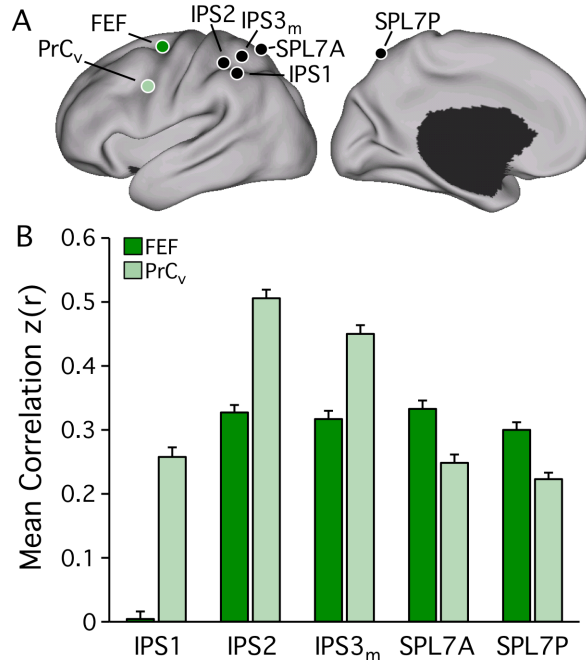 A
FEF
PrCv
IPS2
IPS3m
SPL7A
IPS1
SPL7P
B
FEF
PrCv
Mean Correlation z(r)
0.6
0.5
0.4
0.3
0.2
0.1
0
IPS1 IPS2 IPS3m SPL7A SPL7P